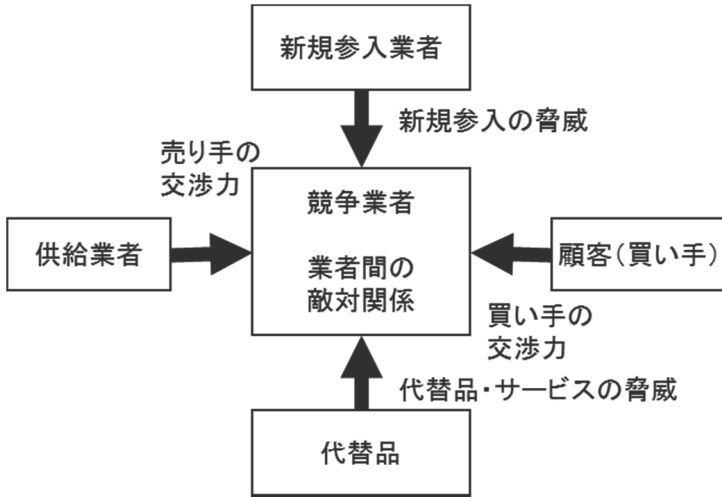 新規参入業者
新規参入の脅威
売り手の
交渉力
競争業者
供給業者
業者間の
敵対関係
顧客（買い手）
買い手の
交渉力
代替品・サービスの脅威
代替品